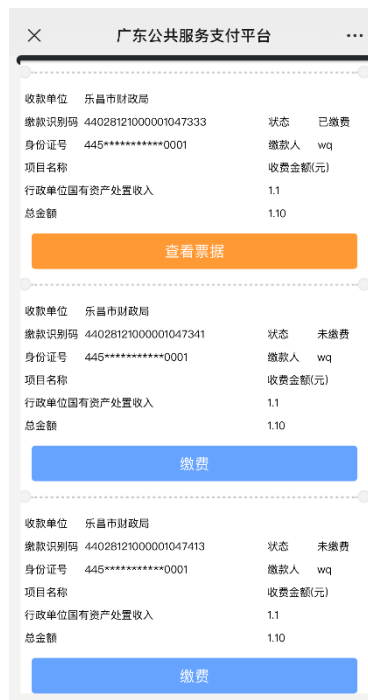 广东公共服务支付平台
收款单位 乐昌市财政局
缴款识别码 44028121000001047333 状态 已缴费
身份证号 445***********0001 缴款人 wq
项目名称 收费金额(元)
行政单位国有资产处置收入 1.1
总金额 1.10
查看票据
收款单位 乐昌市财政局
缴款识别码 44028121000001047341 状态 未缴费
身份证号 445***********0001 缴款人 wq
项目名称 收费金额(元)
行政单位国有资产处置收入 1.1
总金额 1.10
缴费
收款单位 乐昌市财政局
缴款识别码 44028121000001047413 状态 未缴费
身份证号 445***********0001 缴款人 wq
项目名称 收费金额(元)
行政单位国有资产处置收入 1.1
总金额 1.10
缴费